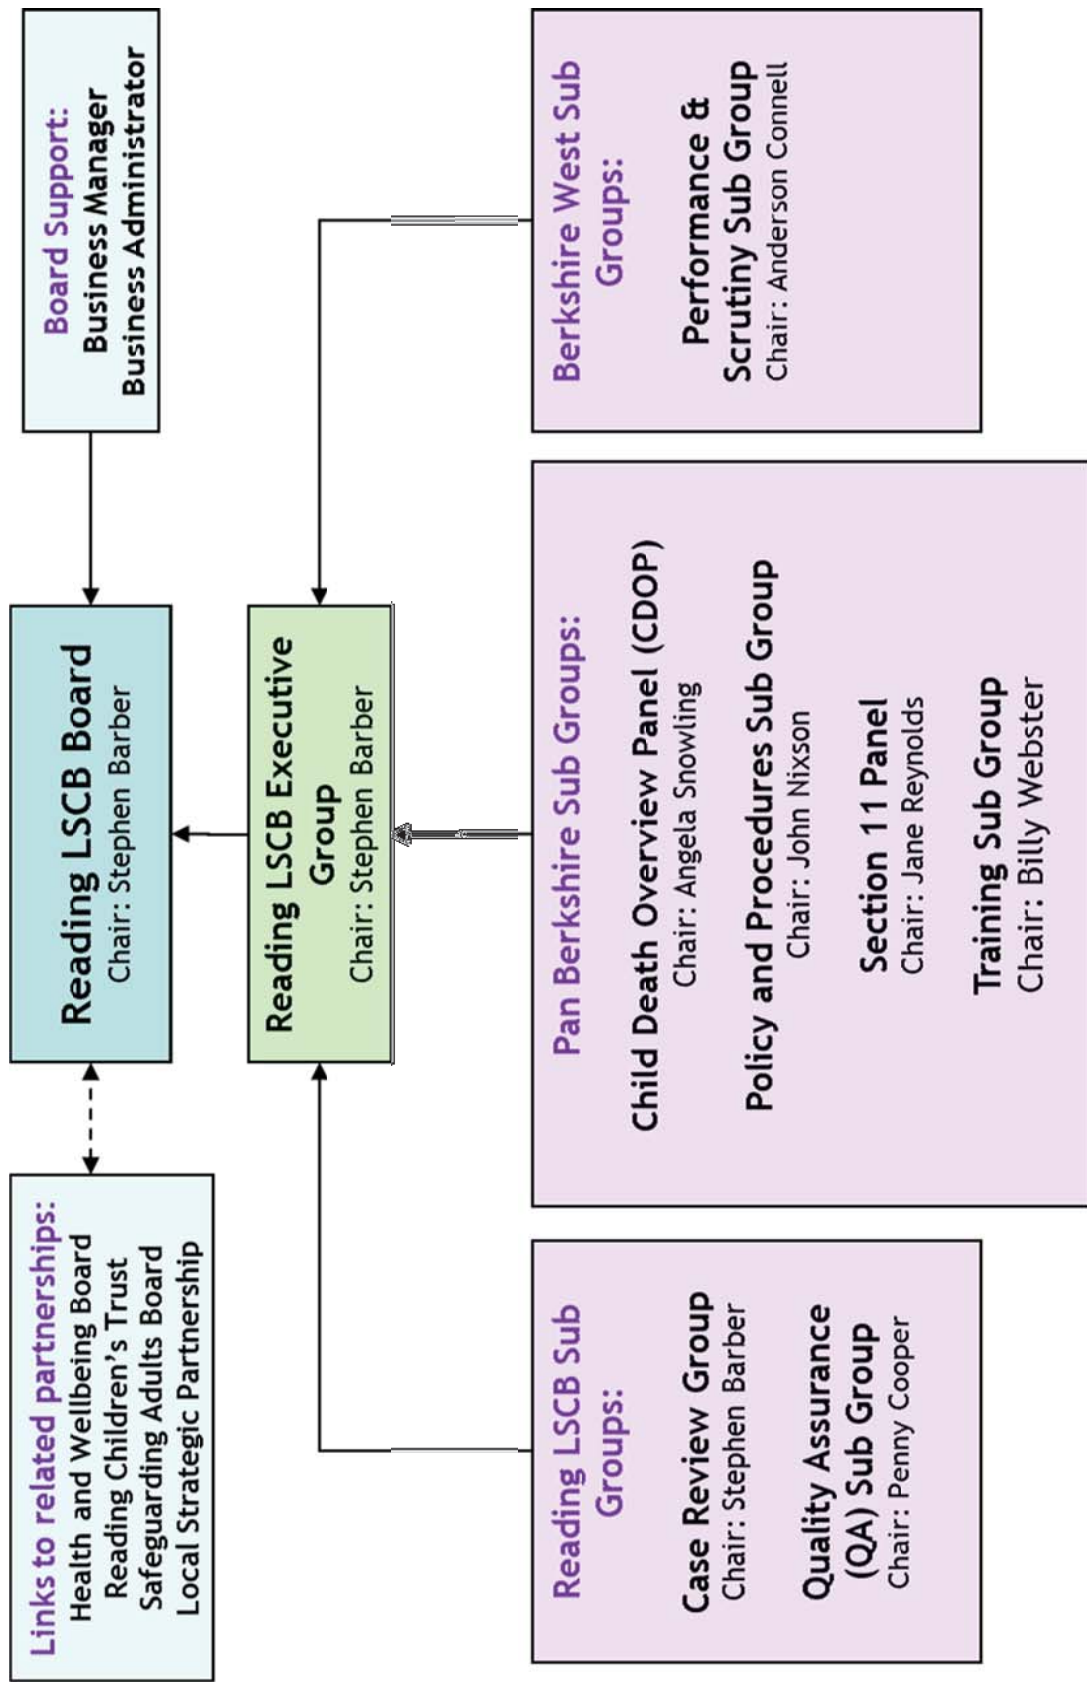 Links to related partnerships:
Health and Wellbeing Board
Reading Children's Trust
Safeguarding Adults Board
Local Strategic Partnership
Reading LSCB Board
Chair: Stephen Barber
Board Support:
Business Manager
Business Administrator
Reading LSCB Executive
Group
Chair: Stephen Barber
Reading LSCB Sub
Groups:
Case Review Group
Chair: Stephen Barber
Quality Assurance
(QA) Sub Group
Chair: Penny Cooper
Pan Berkshire Sub Groups:
Child Death Overview Panel (CDOP)
Chair: Angela Snowling
Policy and Procedures Sub Group
Chair: John Nixson
Section 11 Panel
Chair: Jane Reynolds
Training Sub Group
Chair: Billy Webster
Berkshire West Sub
Groups:
Performance &
Scrutiny Sub Group
Chair: Anderson Connell